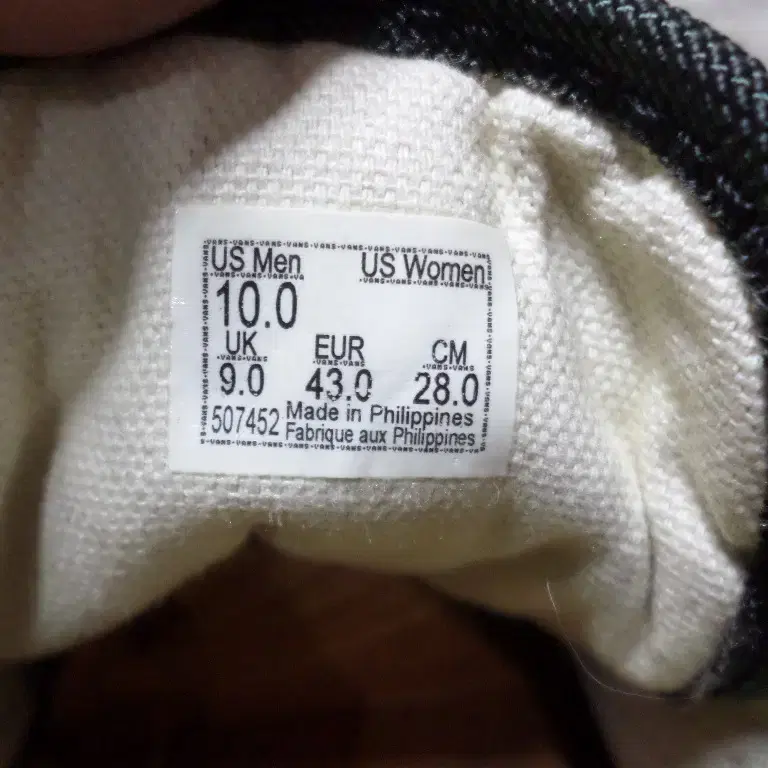 US Men US Women
10.0
UK EUR CM
9.0 43.0 28.0
507452 Made in Philippines
Fabrique aux Philippines